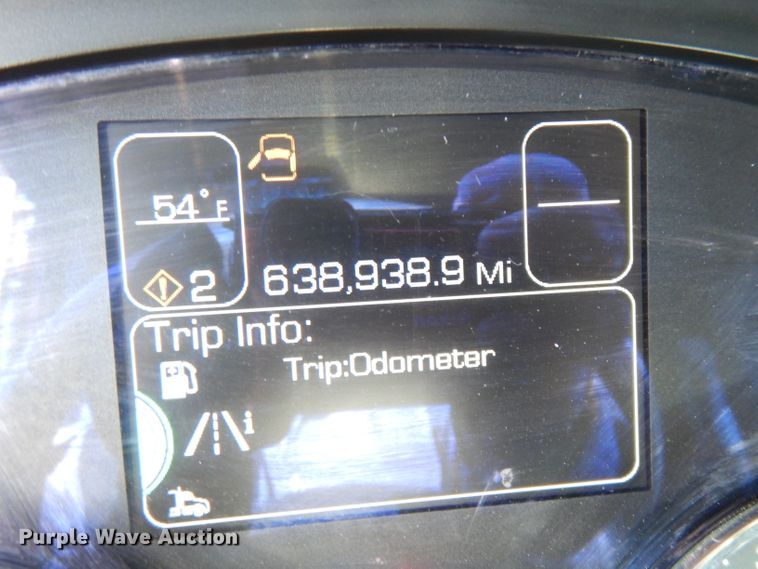 54°F
2
638,938.9 Mi
Trip Info:
Trip:Odometer
i
Purple Wave Auction